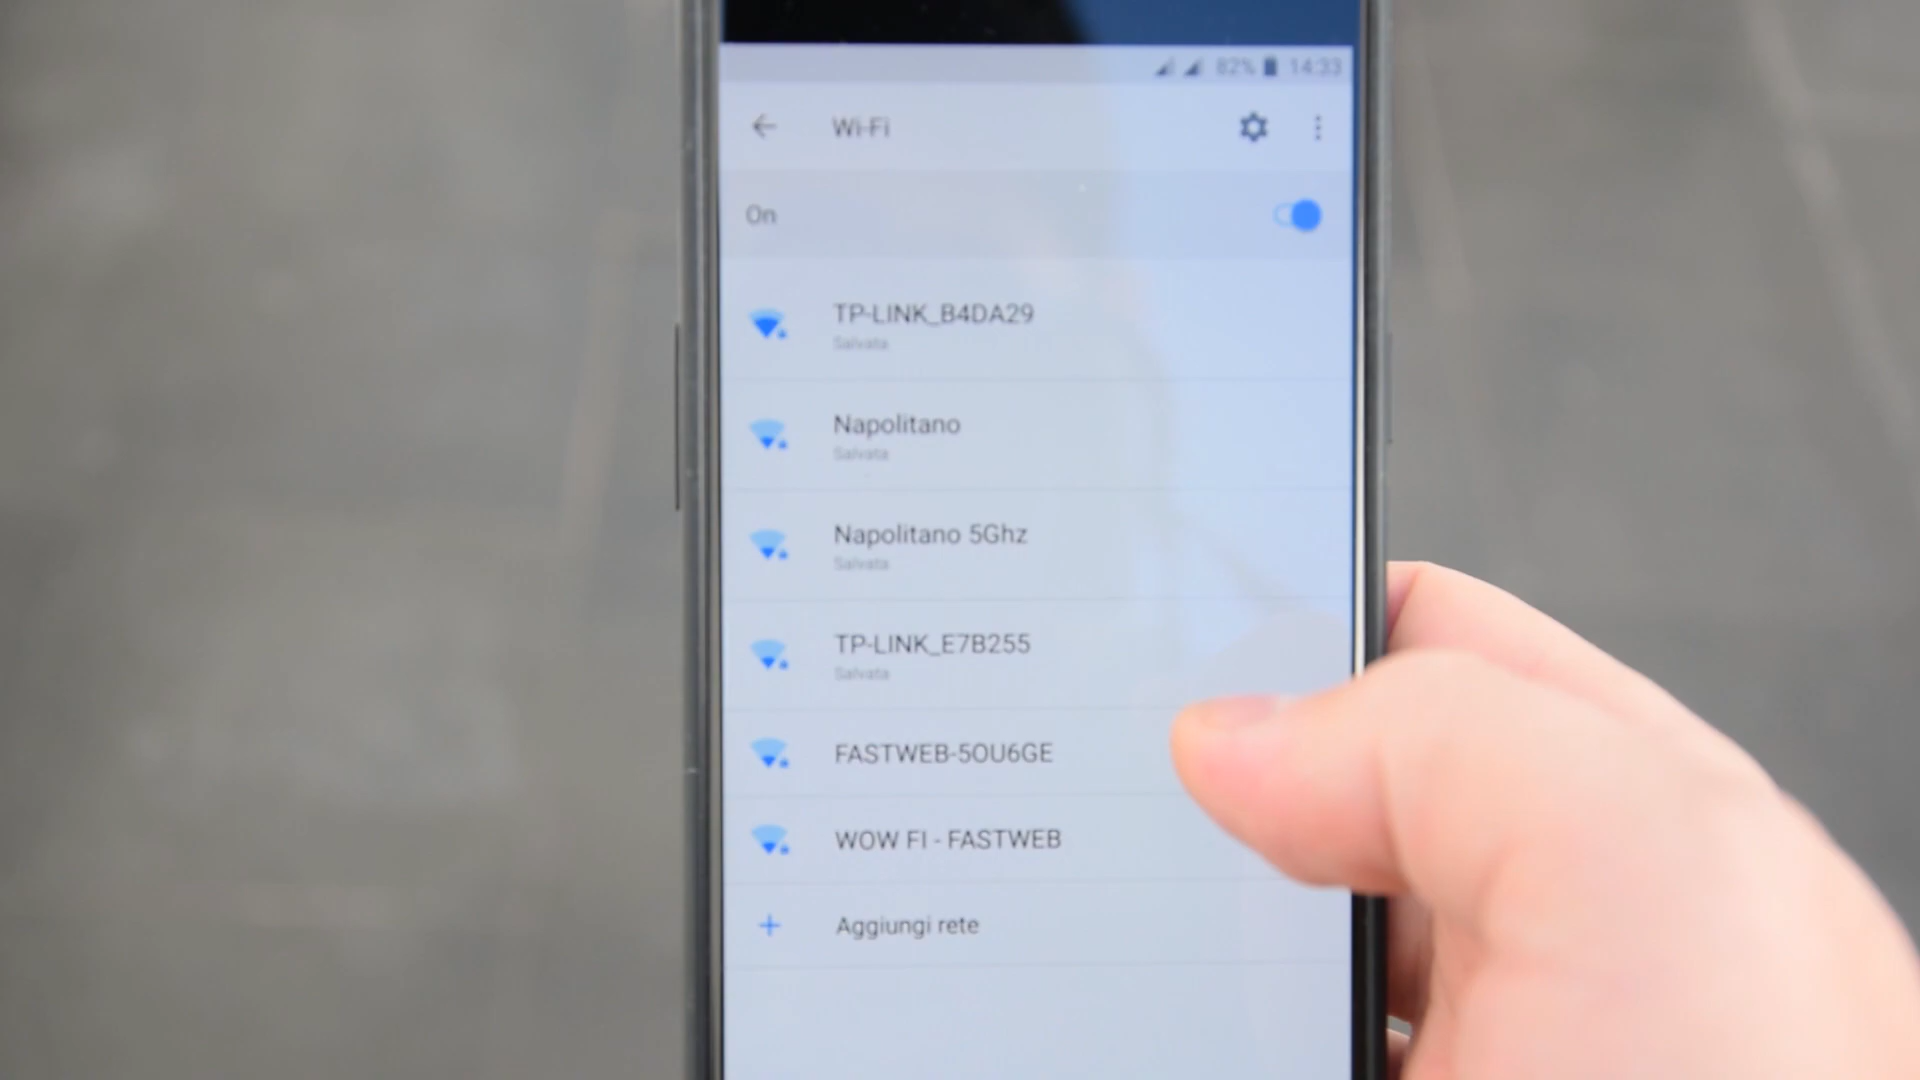 82% 14:33
Wi-Fi
On
TP-LINK_B4DA29
Salvata
Napolitano
Salvata
Napolitano 5Ghz
Salvata
TP-LINK_E7B255
Salvata
FASTWEB-5OU6GE
WOW FI - FASTWEB
Aggiungi rete